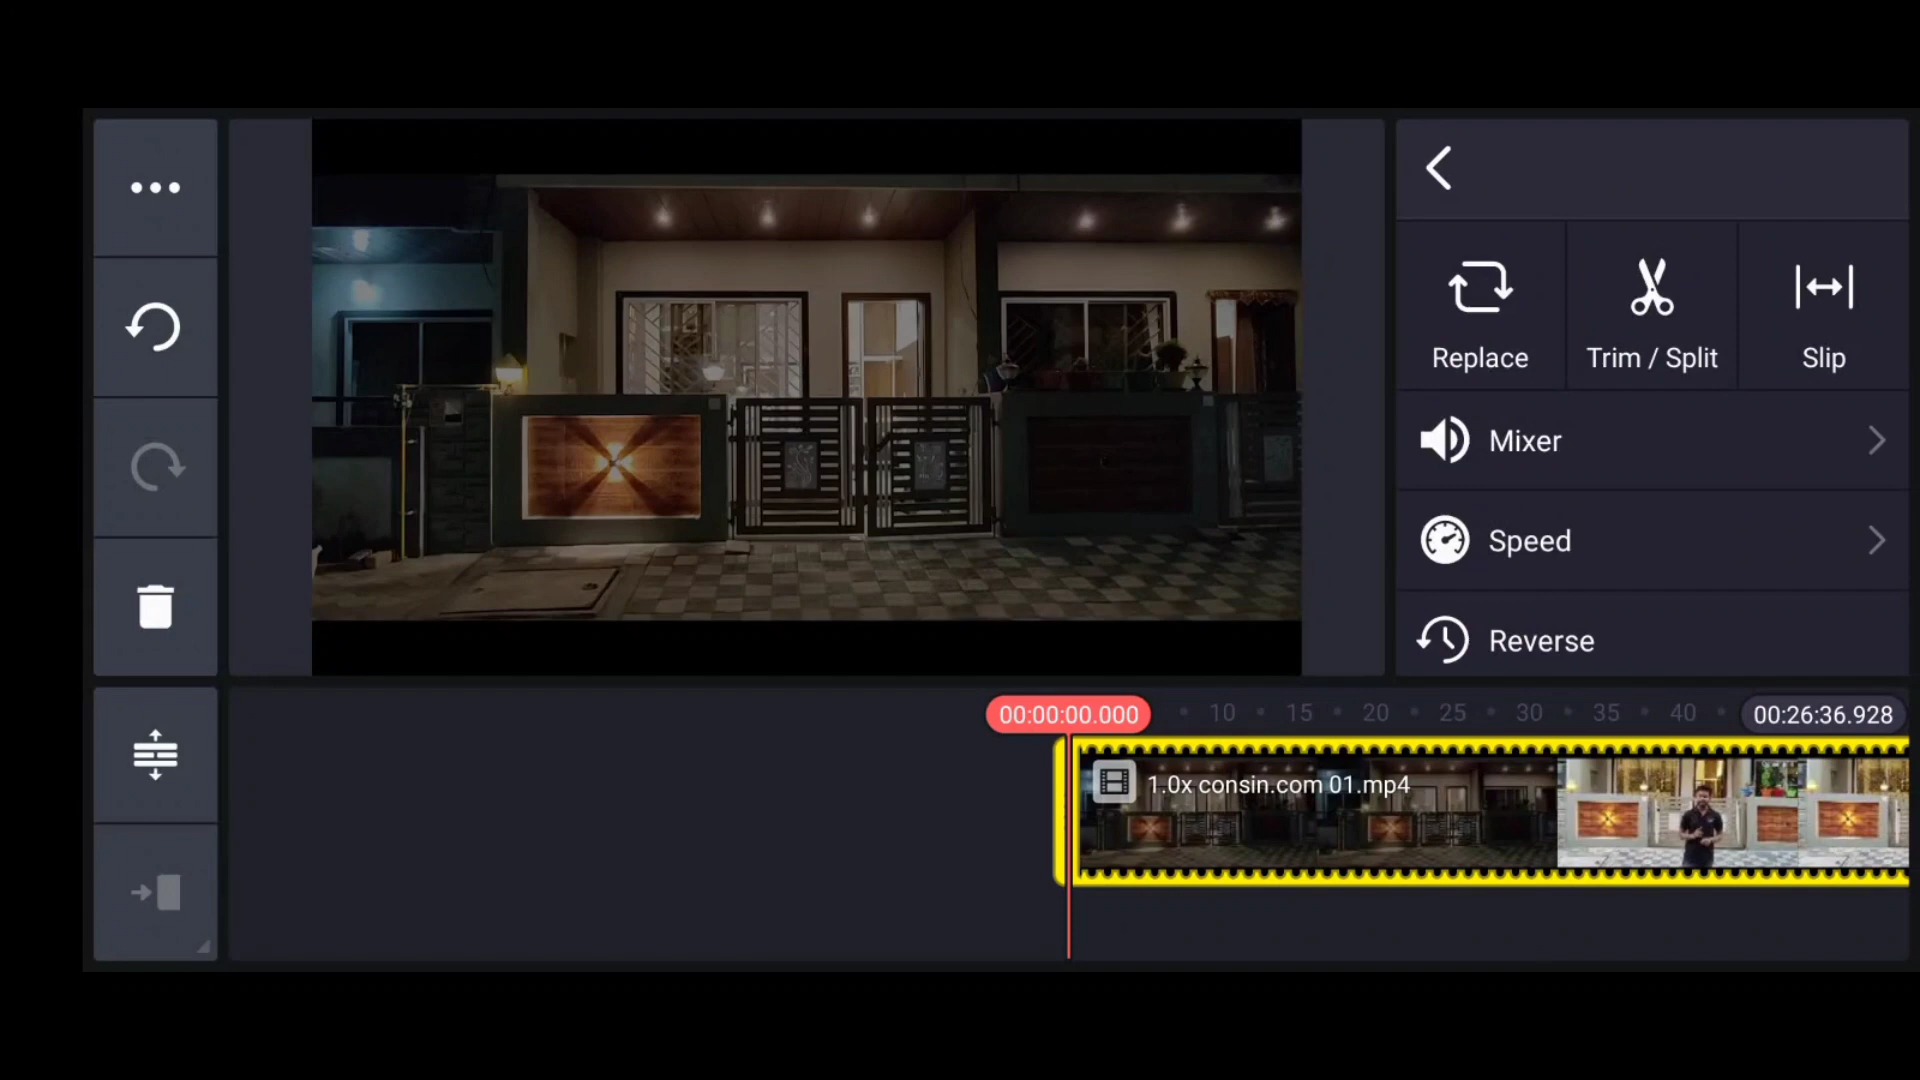 Replace
Trim / Split
Slip
Mixer
Speed
Reverse
00:00:00.000
10
15
20
25
30
35
40
00:26:36.928
1.0x consin.com 01.mp4